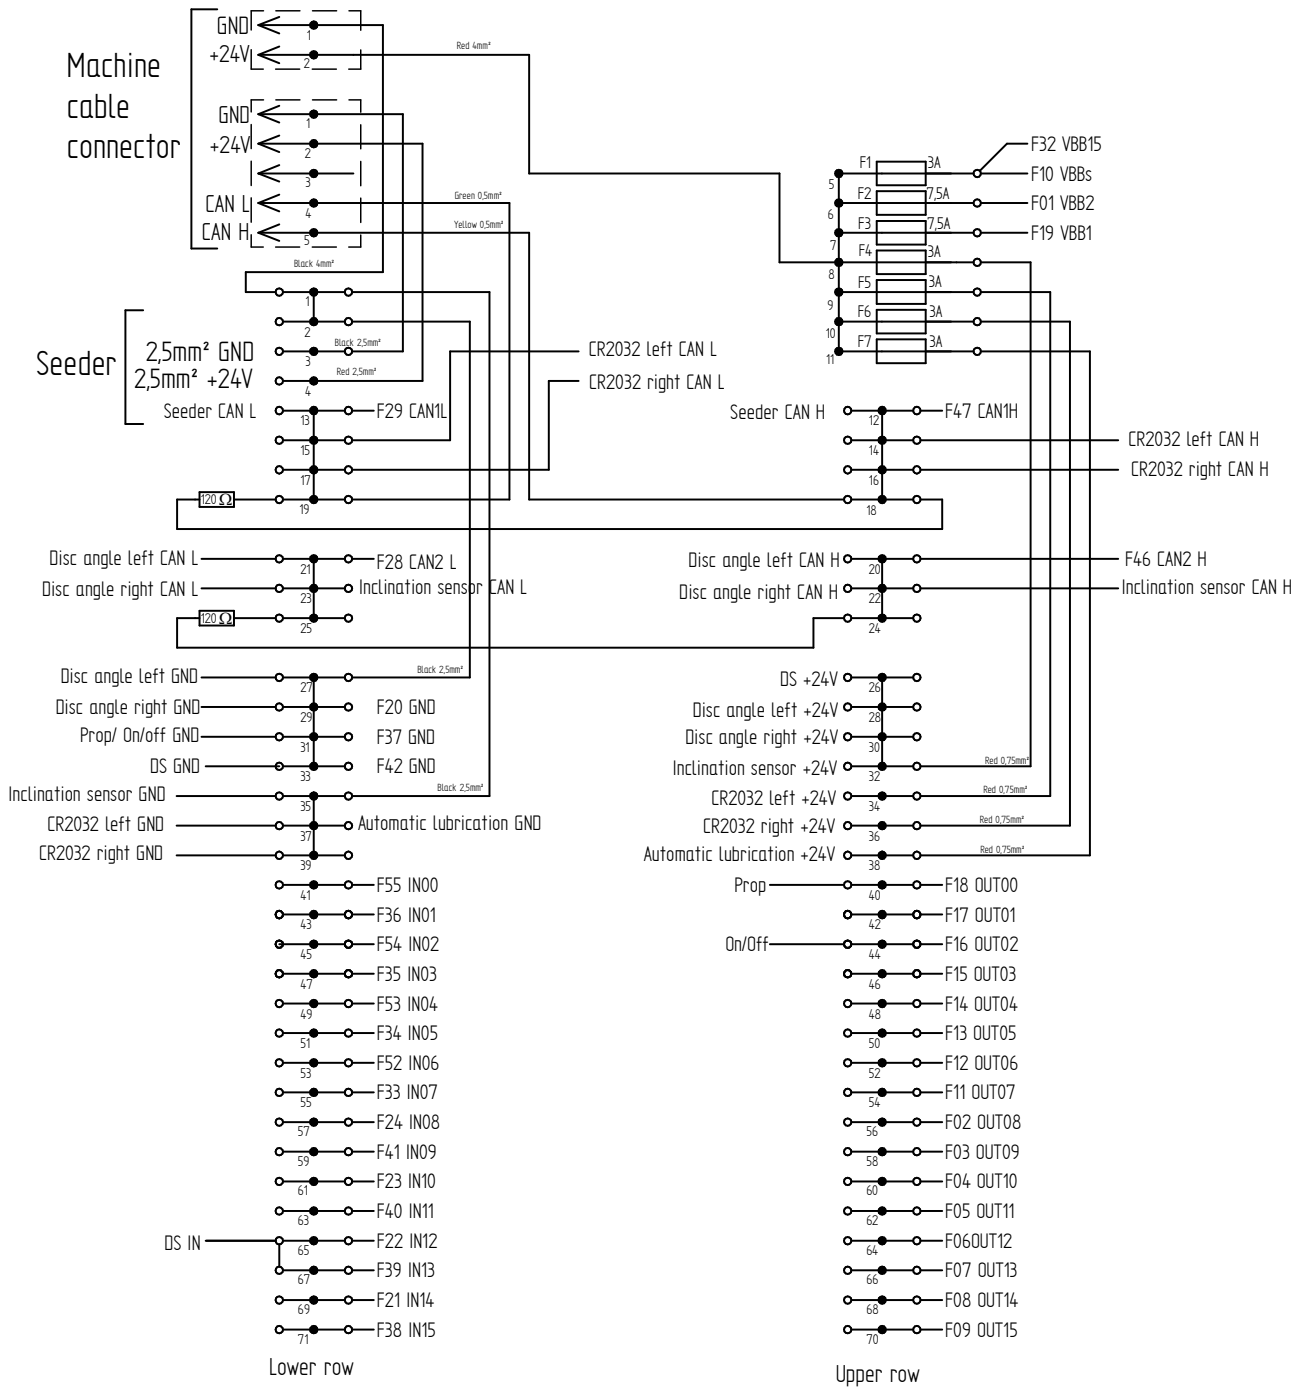 Machine
cable
connector
GND
1
+24V
2
Red 4mm²
GND
1
+24V
2
3
CAN L
4
Green 0,5mm²
CAN H
5
Yellow 0,5mm²
Black 4mm²
F1 3A
5
F32 VBB15
F10 VBBs
F2 7,5A
6
F01 VBB2
F3 7,5A
7
F19 VBB1
F4 3A
8
F5 3A
9
F6 3A
10
F7 3A
11
Seeder
1
2
2,5mm² GND
3
Black 2,5mm²
2,5mm² +24V
4
Red 2,5mm²
CR2032 left CAN L
CR2032 right CAN L
Seeder CAN L
13
F29 CAN1L
15
17
120 Ω
19
Seeder CAN H
12
F47 CAN1H
14
CR2032 left CAN H
16
CR2032 right CAN H
18
Disc angle left CAN L
21
F28 CAN2 L
Disc angle right CAN L
23
Inclination sensor CAN L
120 Ω
25
Disc angle left CAN H
20
F46 CAN2 H
Disc angle right CAN H
22
Inclination sensor CAN H
24
Disc angle left GND
27
Black 2,5mm²
Disc angle right GND
29
F20 GND
Prop/ On/off GND
31
F37 GND
DS GND
33
F42 GND
Inclination sensor GND
35
Black 2,5mm²
CR2032 left GND
37
Automatic lubrication GND
CR2032 right GND
39
DS +24V
26
Disc angle left +24V
28
Disc angle right +24V
30
Inclination sensor +24V
32
Red 0,75mm²
CR2032 left +24V
34
Red 0,75mm²
CR2032 right +24V
36
Red 0,75mm²
Automatic lubrication +24V
38
Red 0,75mm²
41
F55 IN00
43
F36 IN01
45
F54 IN02
47
F35 IN03
49
F53 IN04
51
F34 IN05
53
F52 IN06
55
F33 IN07
57
F24 IN08
59
F41 IN09
61
F23 IN10
63
F40 IN11
DS IN
65
F22 IN12
67
F39 IN13
69
F21 IN14
71
F38 IN15
Lower row
Prop
40
F18 OUT00
42
F17 OUT01
On/Off
44
F16 OUT02
46
F15 OUT03
48
F14 OUT04
50
F13 OUT05
52
F12 OUT06
54
F11 OUT07
56
F02 OUT08
58
F03 OUT09
60
F04 OUT10
62
F05 OUT11
64
F06OUT12
66
F07 OUT13
68
F08 OUT14
70
F09 OUT15
Upper row